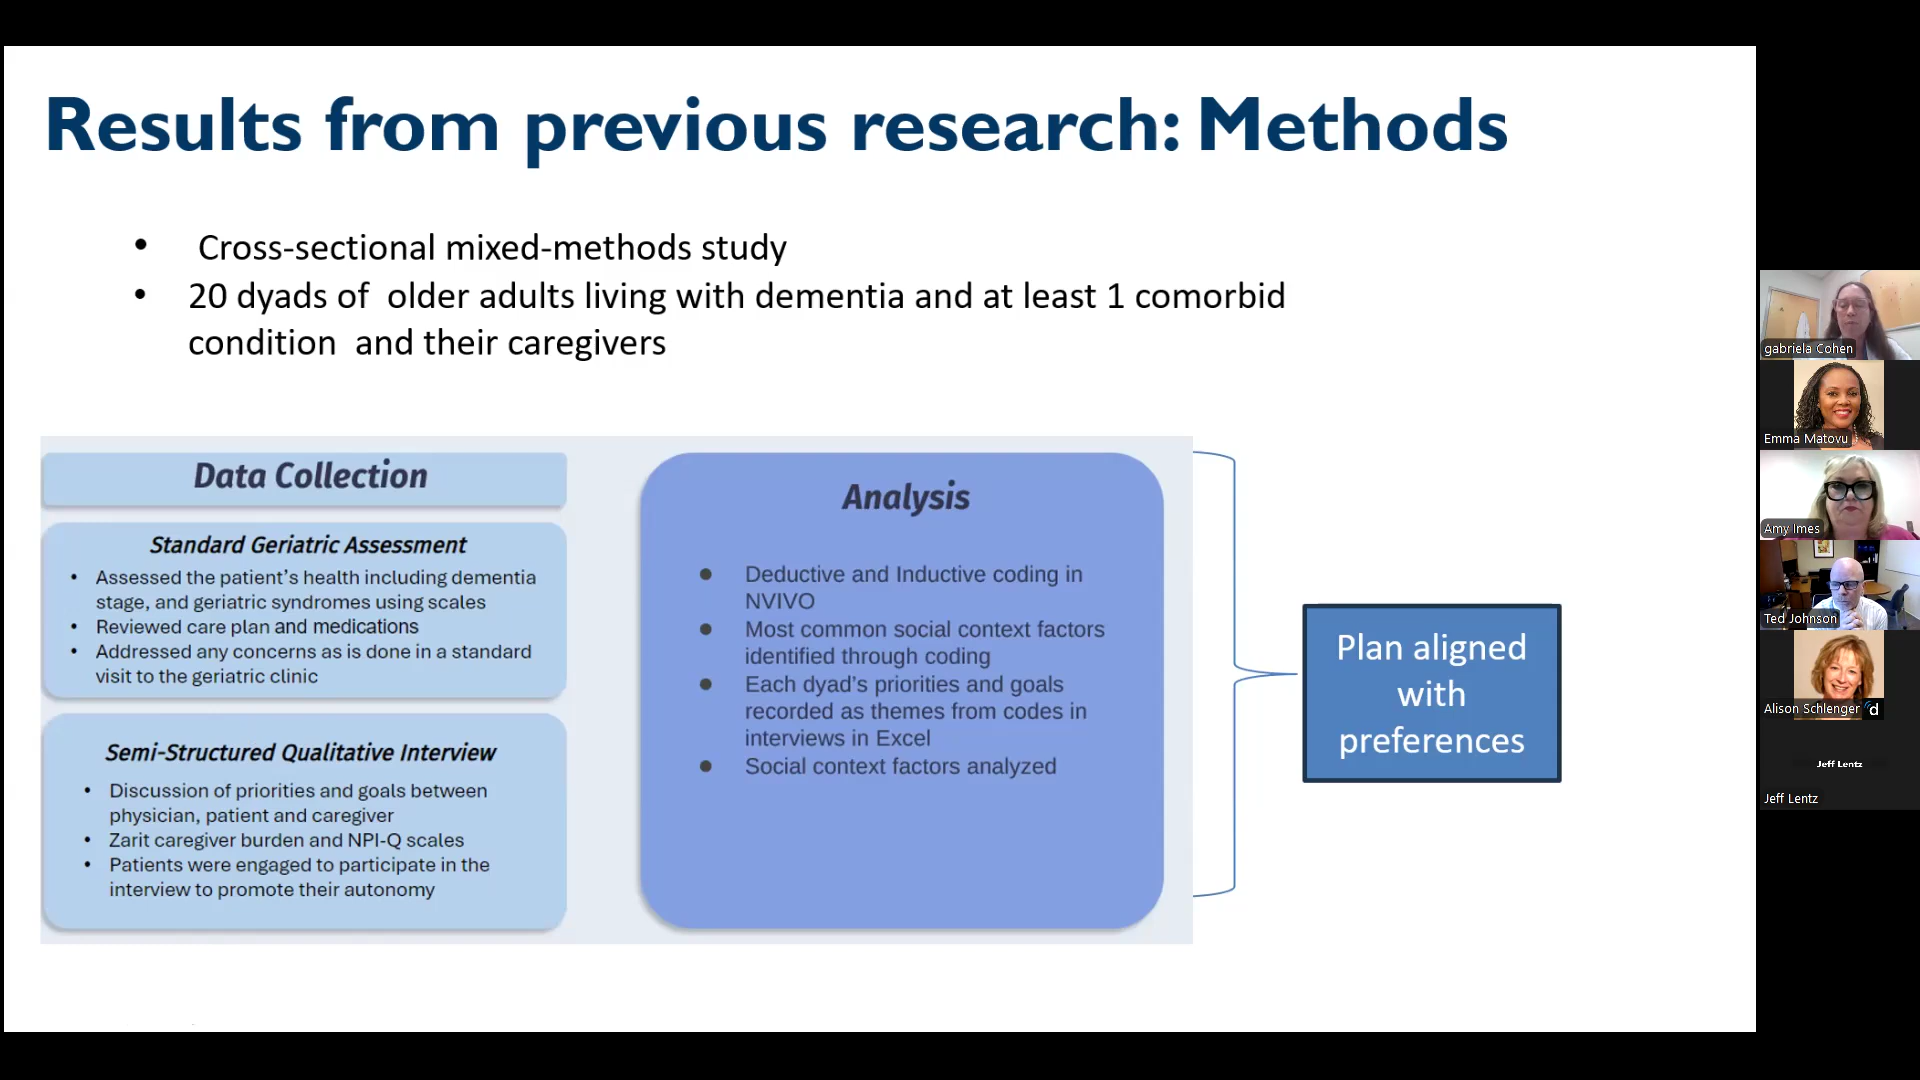 Results from previous research: Methods
• Cross-sectional mixed-methods study
• 20 dyads of older adults living with dementia and at least 1 comorbid
condition and their caregivers
Data Collection
Standard Geriatric Assessment
• Assessed the patient’s health including dementia
stage, and geriatric syndromes using scales
• Reviewed care plan and medications
• Addressed any concerns as is done in a standard
visit to the geriatric clinic
Semi-Structured Qualitative Interview
• Discussion of priorities and goals between
physician, patient and caregiver
• Zarit caregiver burden and NPI-Q scales
• Patients were engaged to participate in the
interview to promote their autonomy
Analysis
● Deductive and Inductive coding in
NVIVO
● Most common social context factors
identified through coding
● Each dyad’s priorities and goals
recorded as themes from codes in
interviews in Excel
● Social context factors analyzed
Plan aligned
with
preferences
gabriela Cohen
Emma Matovu
Amy Imes
Ted Johnson
Alison Schlenger
d
Jeff Lentz
Jeff Lentz